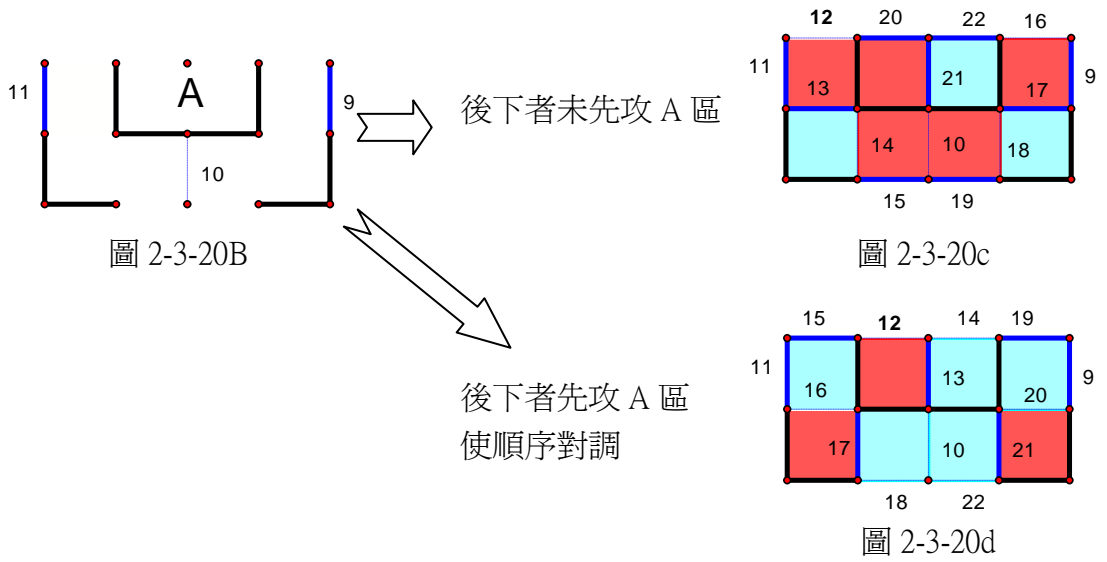 11
A
9
10
圖 2-3-20B
後下者未先攻 A 區
12 20 22 16
11 13 21 17 9
14 10 18
15 19
圖 2-3-20c
後下者先攻 A 區
使順序對調
15 12 14 19
11 16 13 20 9
17 10 21
18 22
圖 2-3-20d